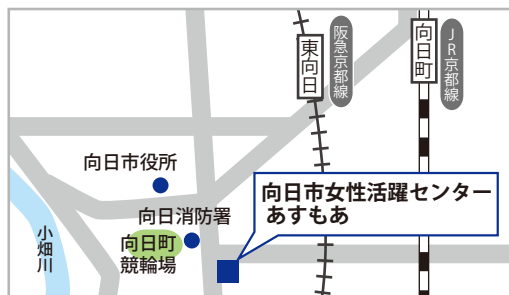 東向日
阪急京都線
向日町
JR京都線
向日市役所
向日消防署
向日町
競輪場
小畑川
向日市女性活躍センター
あすもあ